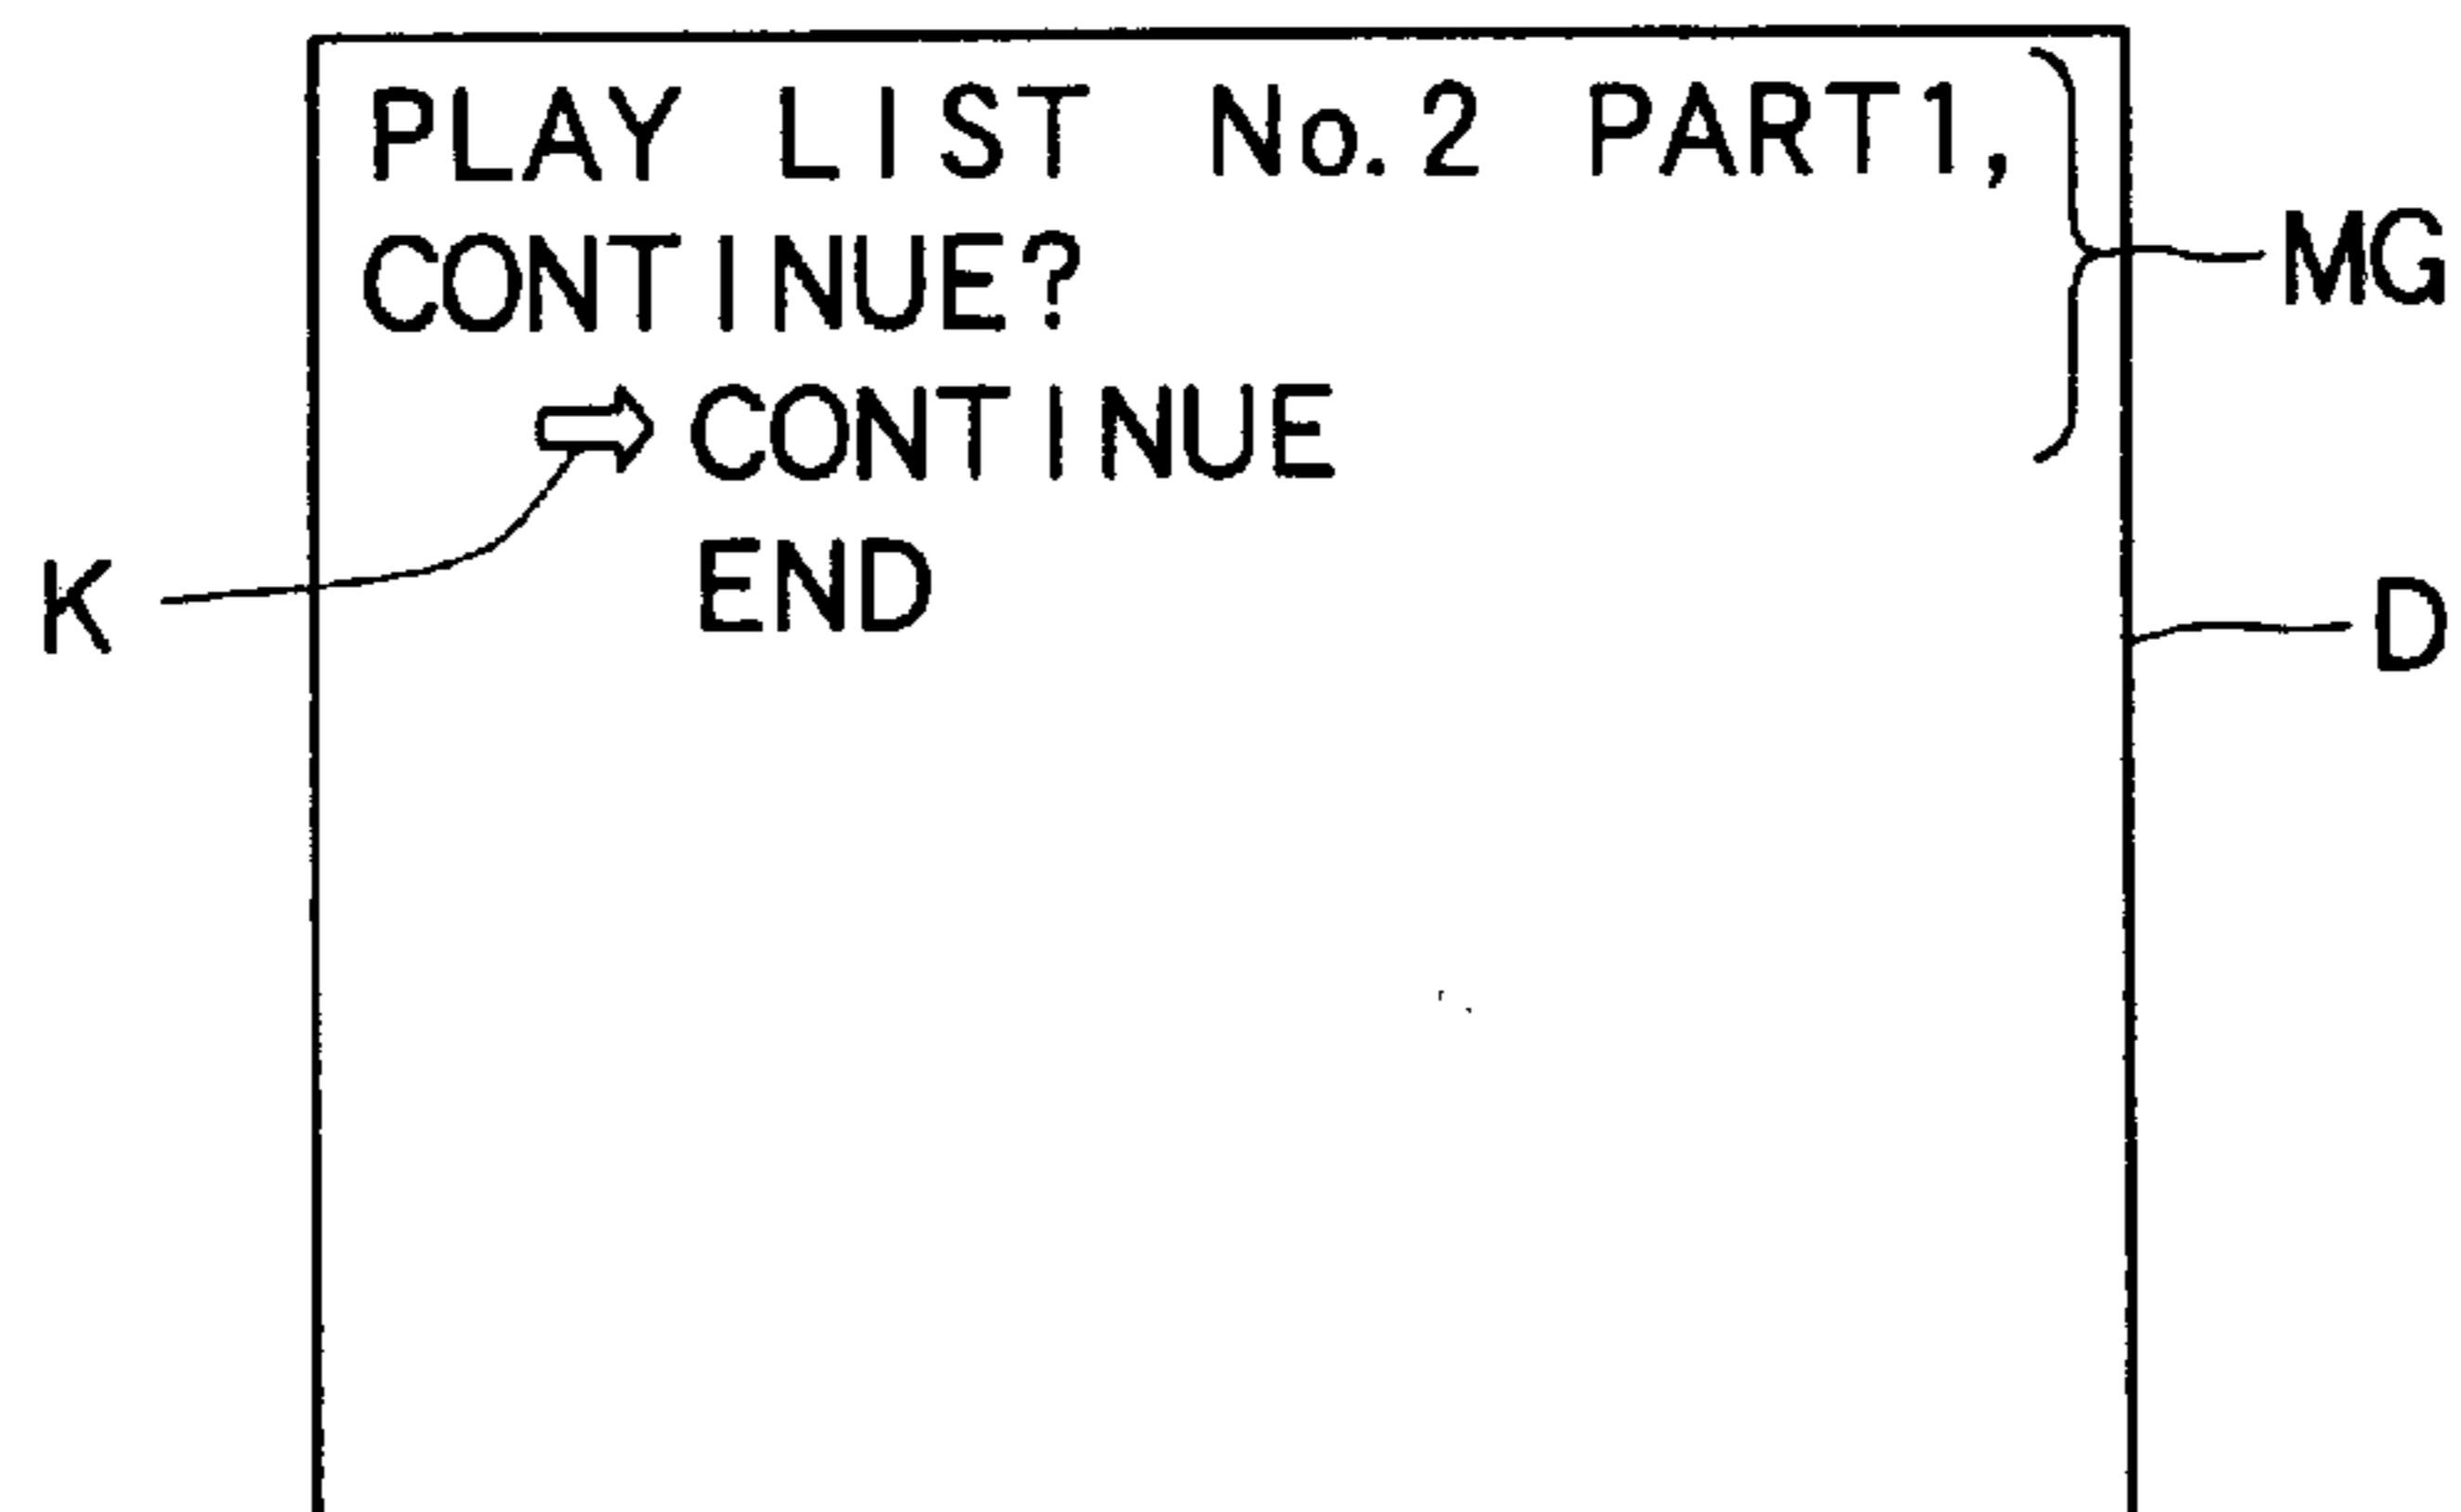 PLAY LIST No.2 PART1,
CONTINUE?
MG
⇨ CONTINUE
END
K
D